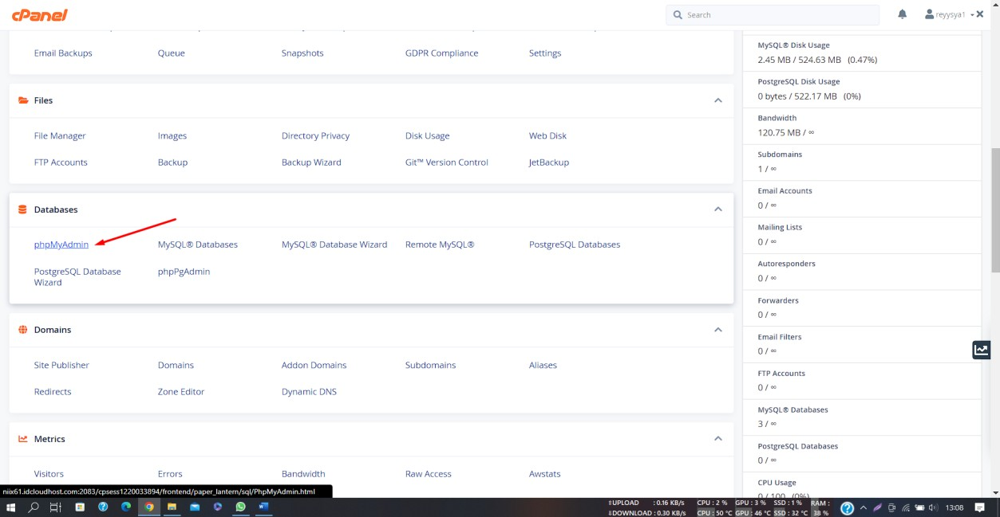 cPanel
Search
reyysya1
Email Backups Queue Snapshots GDPR Compliance Settings
Files
File Manager Images Directory Privacy Disk Usage Web Disk
FTP Accounts Backup Backup Wizard Git™ Version Control JetBackup
Databases
phpMyAdmin MySQL® Databases MySQL® Database Wizard Remote MySQL® PostgreSQL Databases
PostgreSQL Database Wizard phpPgAdmin
Domains
Site Publisher Domains Addon Domains Subdomains Aliases
Redirects Zone Editor Dynamic DNS
Metrics
Visitors Errors Bandwidth Raw Access Awstats
MySQL® Disk Usage
2.45 MB / 524.63 MB (0.47%)
PostgreSQL Disk Usage
0 bytes / 522.17 MB (0%)
Bandwidth
120.75 MB / ∞
Subdomains
1 / ∞
Email Accounts
0 / ∞
Mailing Lists
0 / ∞
Autoresponders
0 / ∞
Forwarders
0 / ∞
Email Filters
0 / ∞
FTP Accounts
0 / ∞
MySQL® Databases
3 / ∞
PostgreSQL Databases
0 / ∞
CPU Usage
0 / 100 (0%)
niix61.idcloudhost.com:2083/cpsess1220033894/frontend/paper_lantern/sql/PhpMyAdmin.html
UPLOAD : 0.16 KB/s CPU : 2 % GPU : 3 % SSD : 1 % RAM :
DOWNLOAD : 0.30 KB/s CPU : 50 °C GPU : 46 °C SSD : 32 °C 38 %
13:08